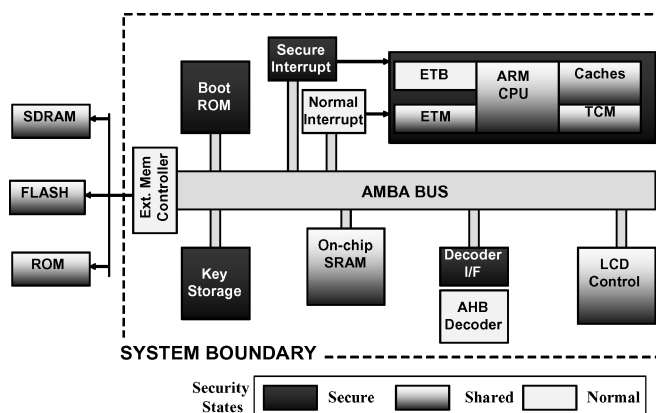 Secure
Interrupt
Boot
ROM
ETB
ARM
CPU
Caches
Normal
Interrupt
ETM
TCM
SDRAM
FLASH
ROM
Ext. Mem
Controller
AMBA BUS
Key
Storage
On-chip
SRAM
Decoder
I/F
AHB
Decoder
LCD
Control
SYSTEM BOUNDARY
Security
States
Secure
Shared
Normal